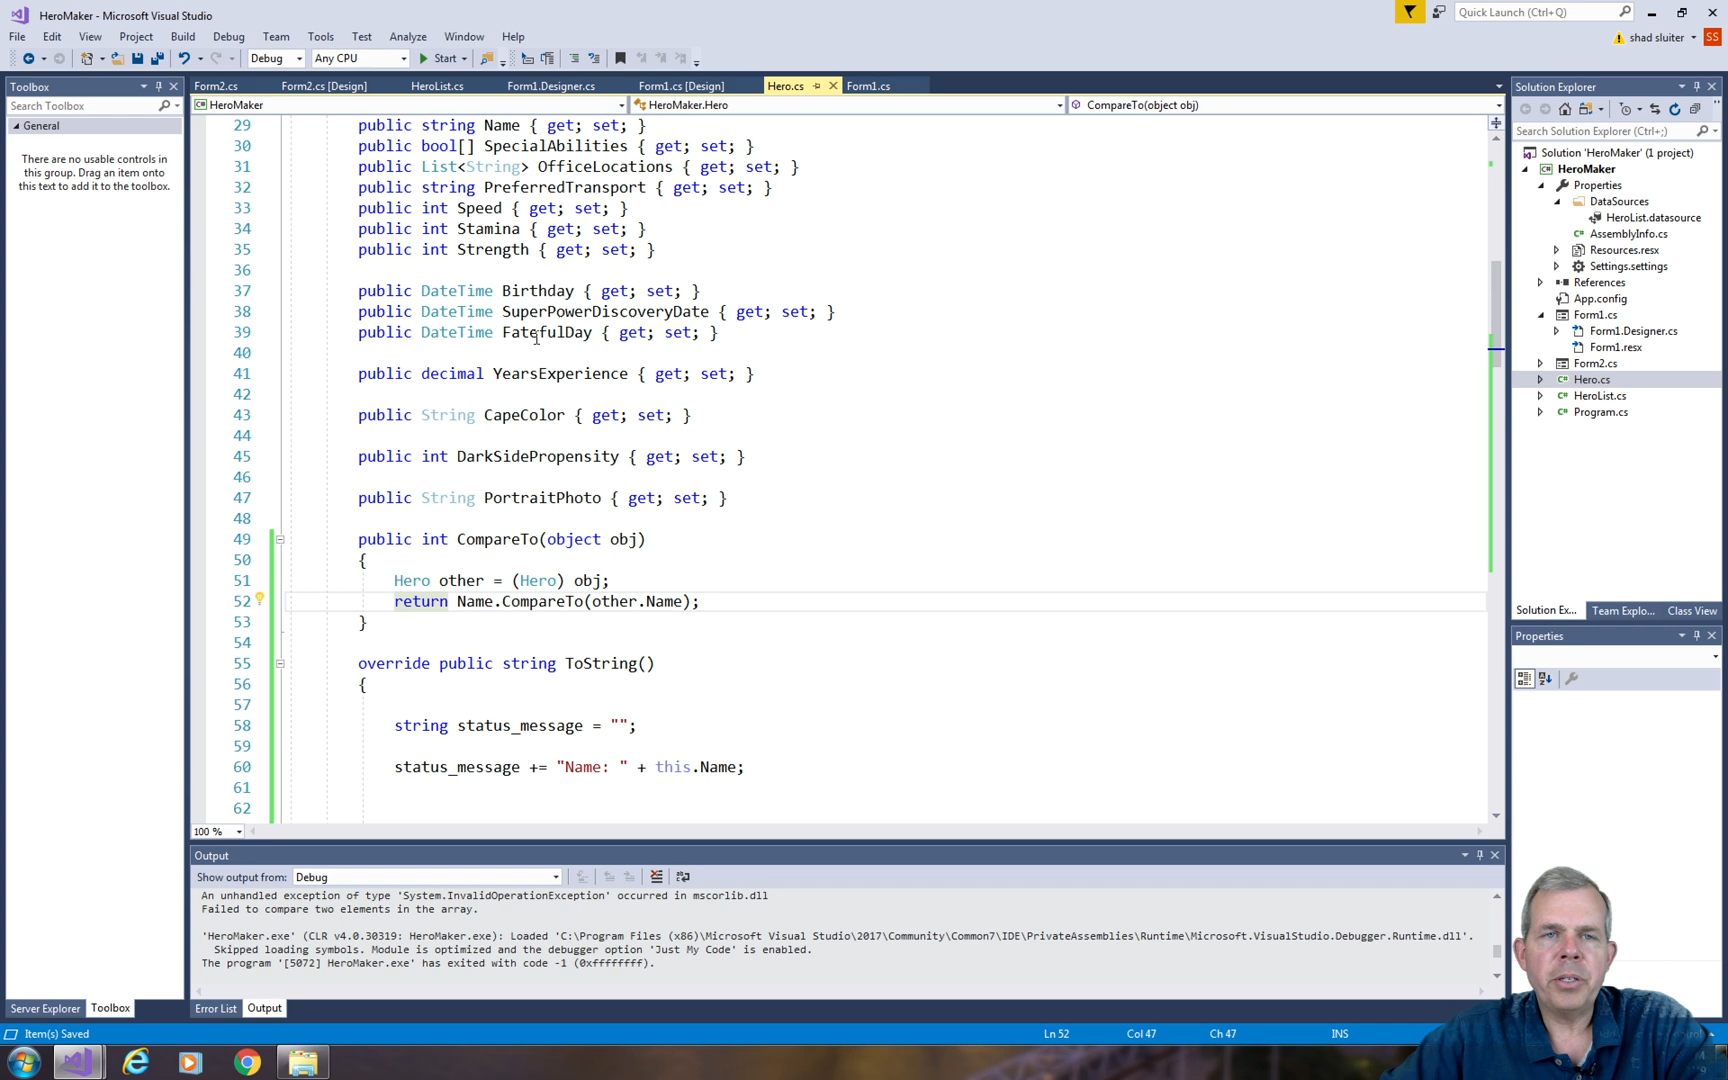 HeroMaker - Microsoft Visual Studio
Quick Launch (Ctrl+Q)
File Edit View Project Build Debug Team Tools Test Analyze Window Help
shad sluiter SS
Debug Any CPU Start
Toolbox
Form2.cs Form2.cs [Design] HeroList.cs Form1.Designer.cs Form1.cs [Design] Hero.cs Form1.cs
Solution Explorer
Search Toolbox
HeroMaker HeroMaker.Hero CompareTo(object obj)
General
There are no usable controls in
this group. Drag an item onto
this text to add it to the toolbox.
Search Solution Explorer (Ctrl+;)
Solution 'HeroMaker' (1 project)
HeroMaker
Properties
DataSources
HeroList.datasource
AssemblyInfo.cs
Resources.resx
Settings.settings
References
App.config
Form1.cs
Form1.Designer.cs
Form1.resx
Form2.cs
Hero.cs
HeroList.cs
Program.cs
29 public string Name { get; set; }
30 public bool[] SpecialAbilities { get; set; }
31 public List<String> OfficeLocations { get; set; }
32 public string PreferredTransport { get; set; }
33 public int Speed { get; set; }
34 public int Stamina { get; set; }
35 public int Strength { get; set; }
36
37 public DateTime Birthday { get; set; }
38 public DateTime SuperPowerDiscoveryDate { get; set; }
39 public DateTime FatefulDay { get; set; }
40
41 public decimal YearsExperience { get; set; }
42
43 public String CapeColor { get; set; }
44
45 public int DarkSidePropensity { get; set; }
46
47 public String PortraitPhoto { get; set; }
48
49 public int CompareTo(object obj)
50 {
51 Hero other = (Hero) obj;
52 return Name.CompareTo(other.Name);
53 }
54
55 override public string ToString()
56 {
57
58 string status_message = "";
59
60 status_message += "Name: " + this.Name;
61
62
100 %
Solution Ex... Team Explo... Class View
Properties
Output
Show output from: Debug
An unhandled exception of type 'System.InvalidOperationException' occurred in mscorlib.dll
Failed to compare two elements in the array.
'HeroMaker.exe' (CLR v4.0.30319: HeroMaker.exe): Loaded 'C:\Program Files (x86)\Microsoft Visual Studio\2017\Community\Common7\IDE\PrivateAssemblies\Runtime\Microsoft.VisualStudio.Debugger.Runtime.dll'.
Skipped loading symbols. Module is optimized and the debugger option 'Just My Code' is enabled.
The program '[5072] HeroMaker.exe' has exited with code -1 (0xffffffff).
Server Explorer Toolbox Error List Output
Item(s) Saved Ln 52 Col 47 Ch 47 INS